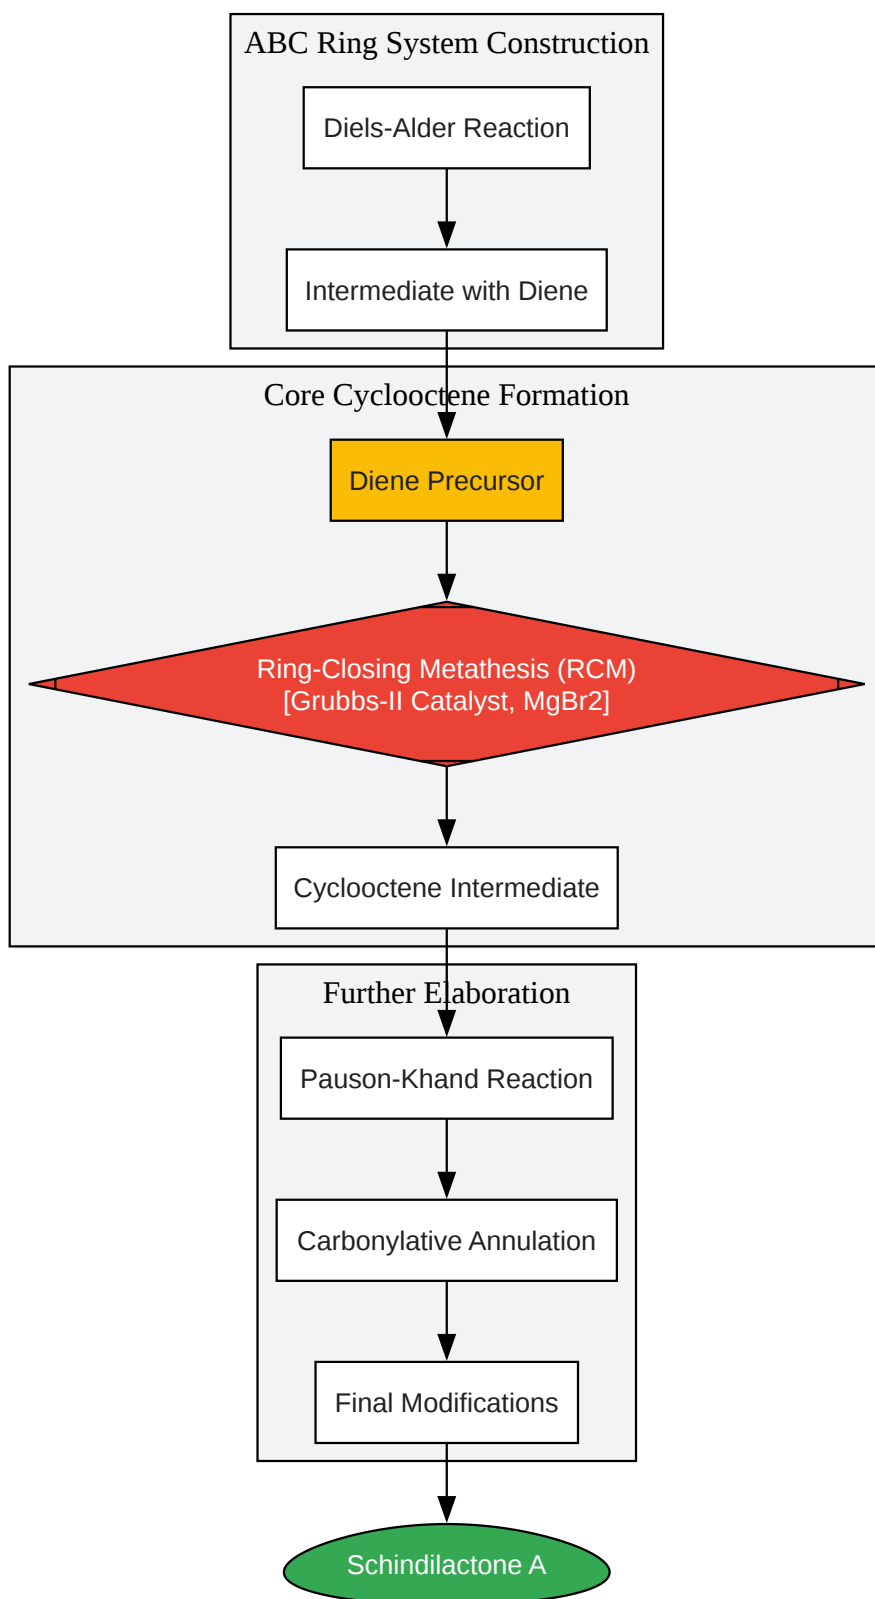 ABC Ring System Construction
Diels-Alder Reaction
Intermediate with Diene
Core Cyclooctene Formation
Diene Precursor
Ring-Closing Metathesis (RCM)
[Grubbs-II Catalyst, MgBr2]
Cyclooctene Intermediate
Further Elaboration
Pauson-Khand Reaction
Carbonylative Annulation
Final Modifications
Schindilactone A